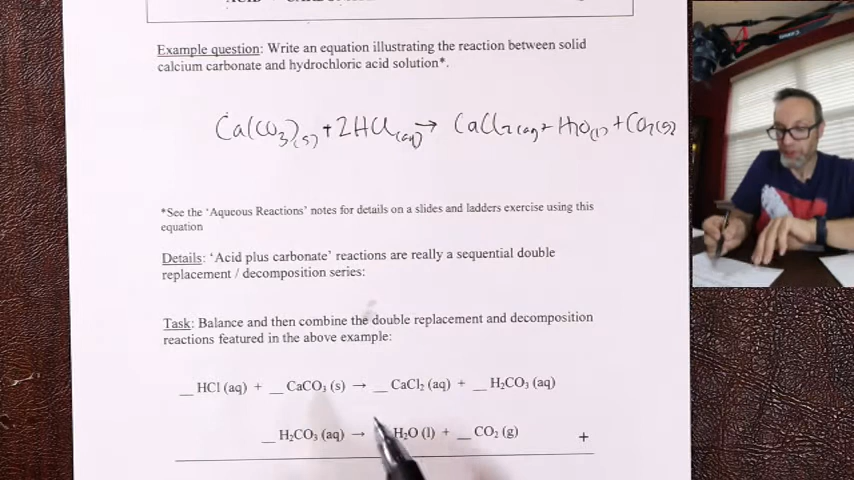 Example question: Write an equation illustrating the reaction between solid
calcium carbonate and hydrochloric acid solution*.
Ca(CO₃)(s) + 2HCl(aq) → CaCl₂(aq) + H₂O(l) + CO₂(g)
*See the ‘Aqueous Reactions’ notes for details on a slides and ladders exercise using this
equation
Details: ‘Acid plus carbonate’ reactions are really a sequential double
replacement / decomposition series:
Task: Balance and then combine the double replacement and decomposition
reactions featured in the above example:
__ HCl (aq) + __ CaCO₃ (s) → __ CaCl₂ (aq) + __ H₂CO₃ (aq)
__ H₂CO₃ (aq) → H₂O (l) + __ CO₂ (g) +